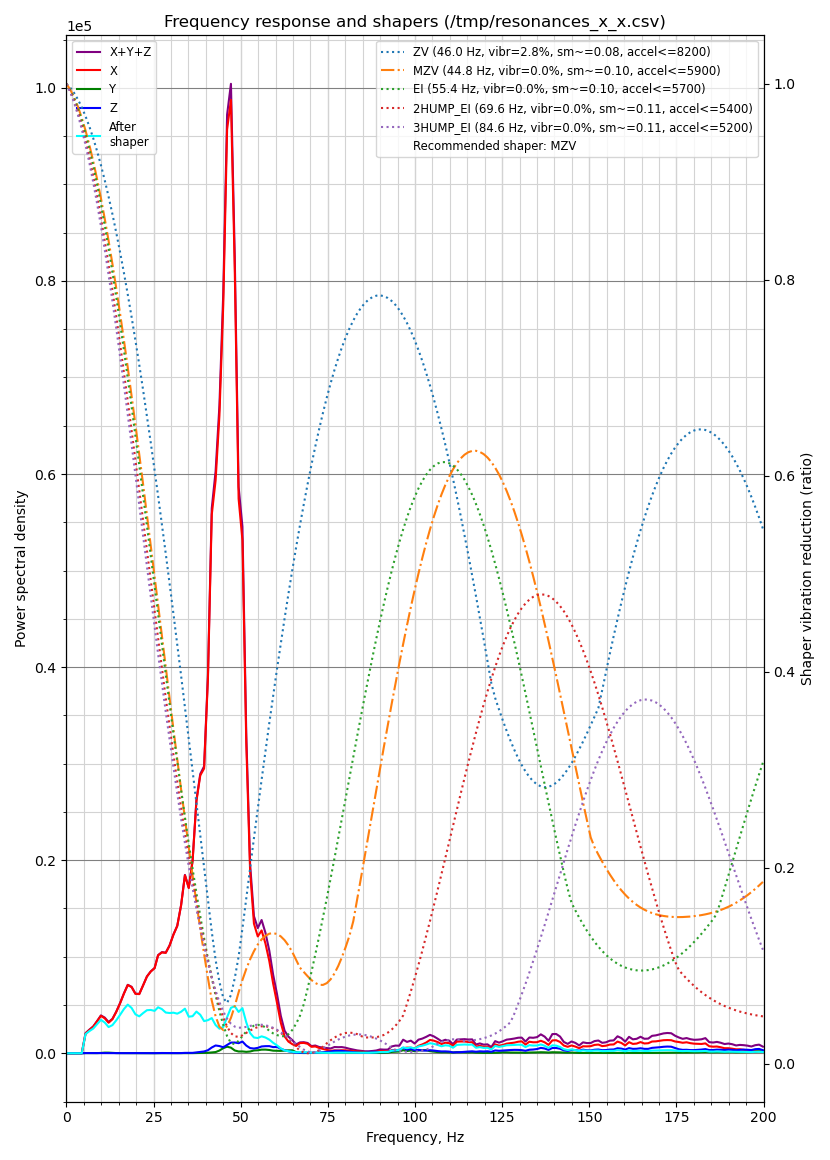 Frequency response and shapers (/tmp/resonances_x_x.csv)
1e5
X+Y+Z
X
Y
Z
After
shaper
ZV (46.0 Hz, vibr=2.8%, sm~=0.08, accel<=8200)
MZV (44.8 Hz, vibr=0.0%, sm~=0.10, accel<=5900)
EI (55.4 Hz, vibr=0.0%, sm~=0.10, accel<=5700)
2HUMP_EI (69.6 Hz, vibr=0.0%, sm~=0.11, accel<=5400)
3HUMP_EI (84.6 Hz, vibr=0.0%, sm~=0.11, accel<=5200)
Recommended shaper: MZV
1.0
0.8
0.6
0.4
0.2
0.0
Power spectral density
1.0
0.8
0.6
0.4
0.2
0.0
Shaper vibration reduction (ratio)
0 25 50 75 100 125 150 175 200
Frequency, Hz